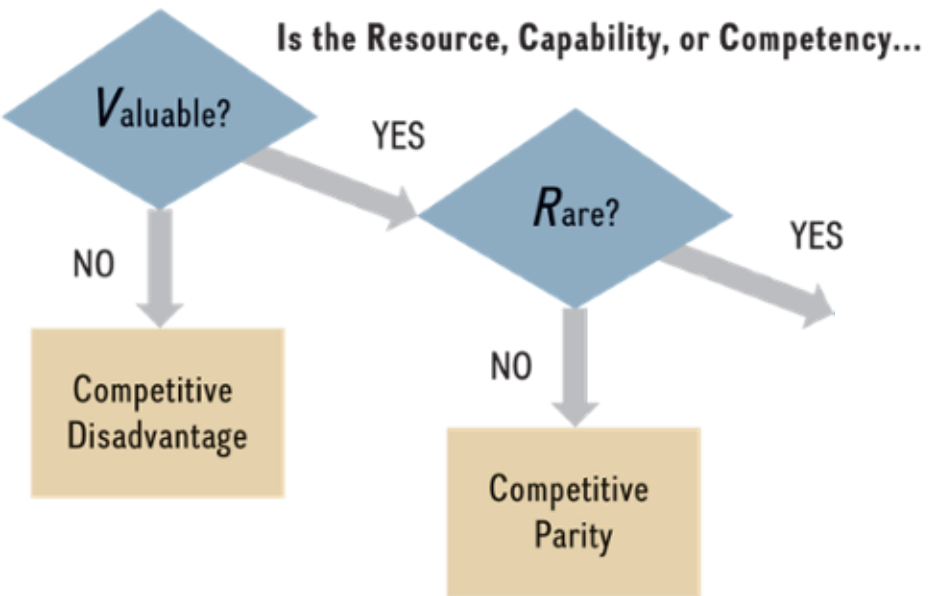 Is the Resource, Capability, or Competency...
Valuable?
YES
Rare?
YES
NO
Competitive
Disadvantage
NO
Competitive
Parity